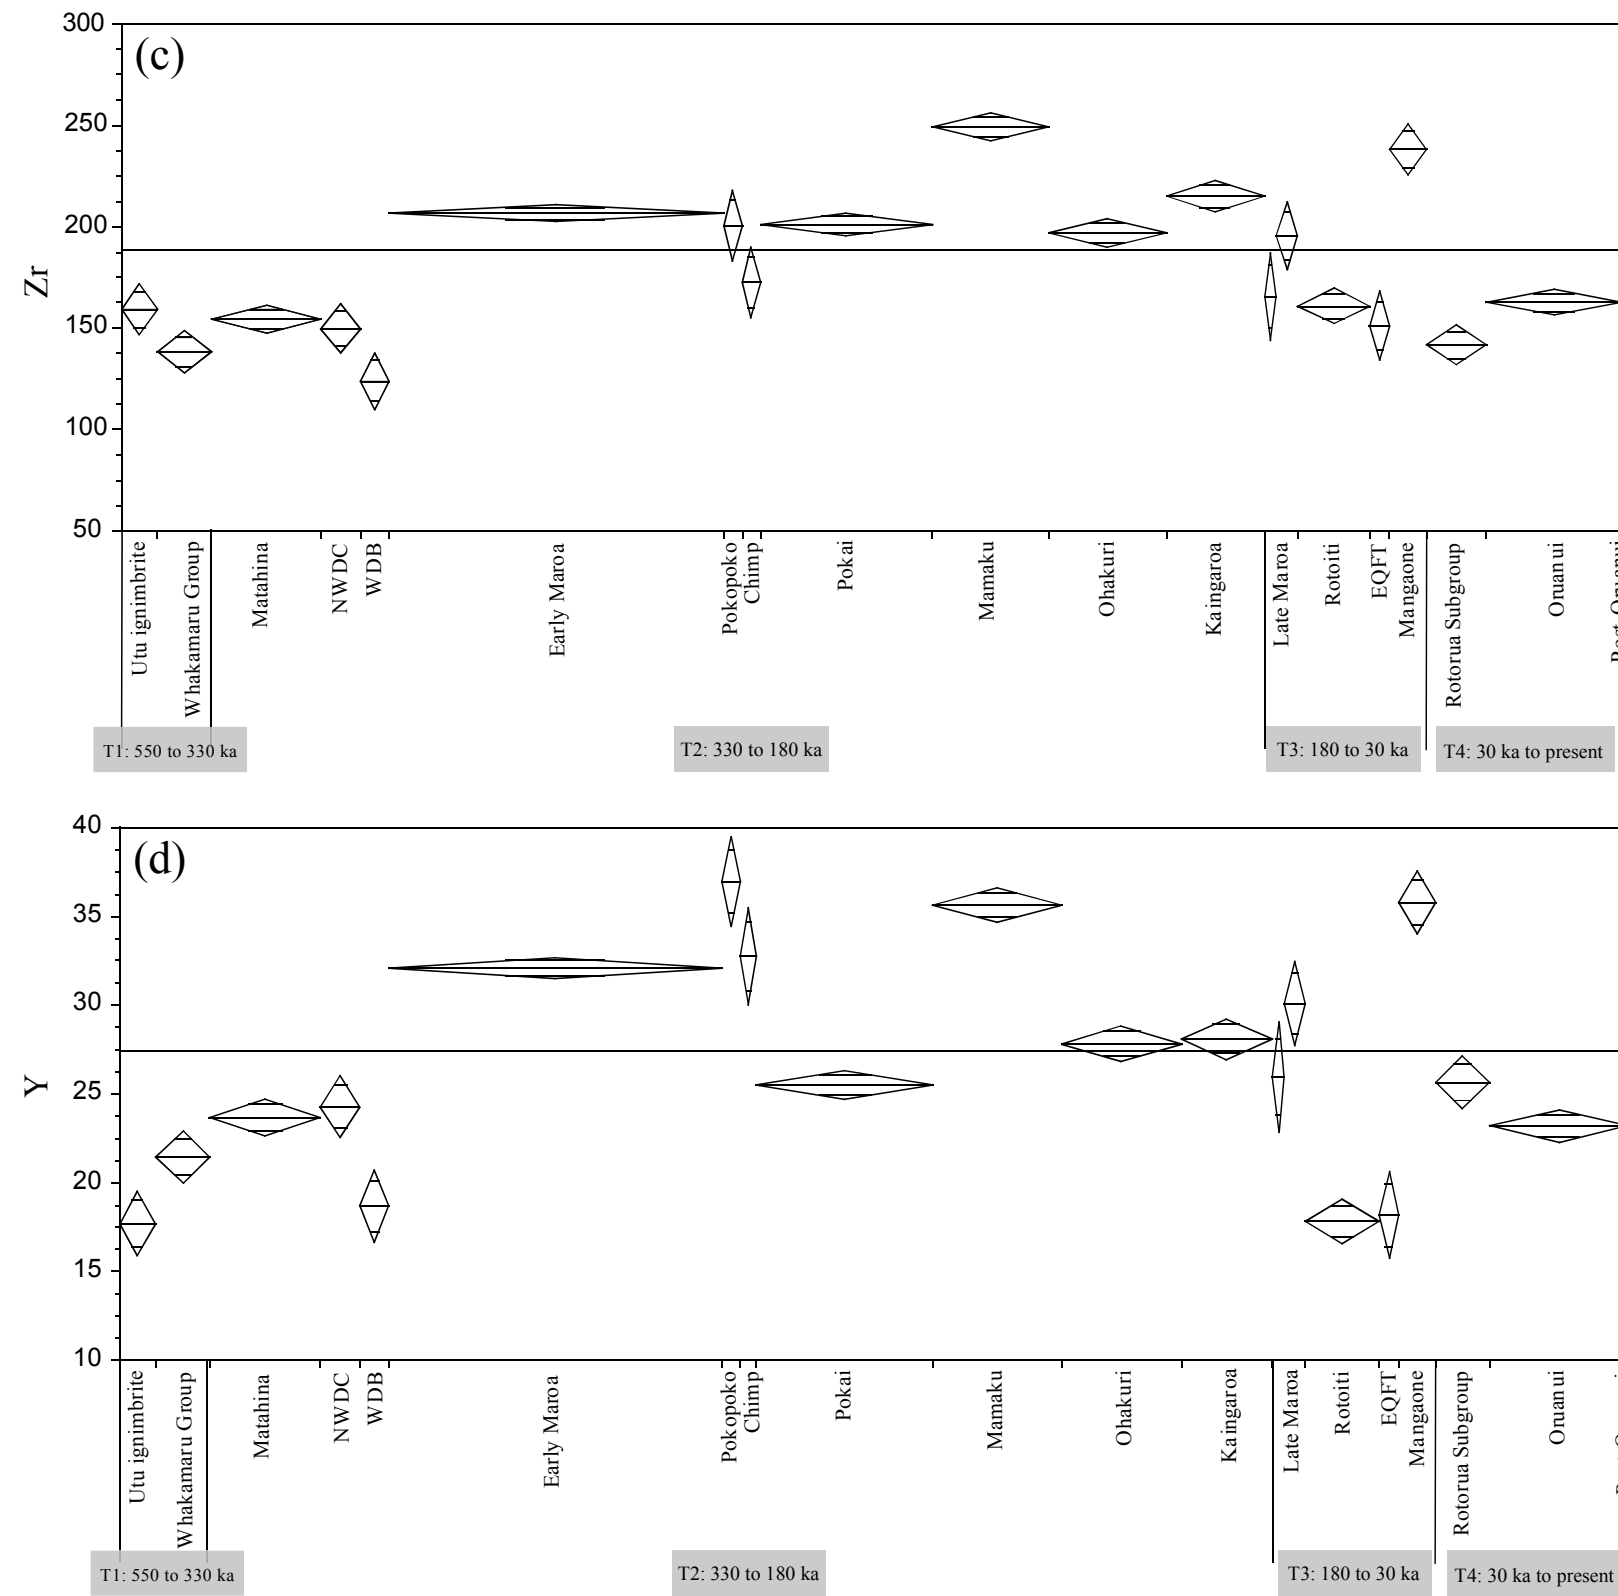 (c)
Zr
300
250
200
150
100
50
Utu ignimbrite
Whakamaru Group
Matahina
NWDC
WDB
Early Maroa
Pokopoko
Chimp
Pokai
Mamaku
Ohakuri
Kaingaroa
Late Maroa
Rotoiti
EQFT
Mangaone
Rotorua Subgroup
Oruanui
T1: 550 to 330 ka
T2: 330 to 180 ka
T3: 180 to 30 ka
T4: 30 ka to present
(d)
Y
40
35
30
25
20
15
10
Utu ignimbrite
Whakamaru Group
Matahina
NWDC
WDB
Early Maroa
Pokopoko
Chimp
Pokai
Mamaku
Ohakuri
Kaingaroa
Late Maroa
Rotoiti
EQFT
Mangaone
Rotorua Subgroup
Oruanui
T1: 550 to 330 ka
T2: 330 to 180 ka
T3: 180 to 30 ka
T4: 30 ka to present